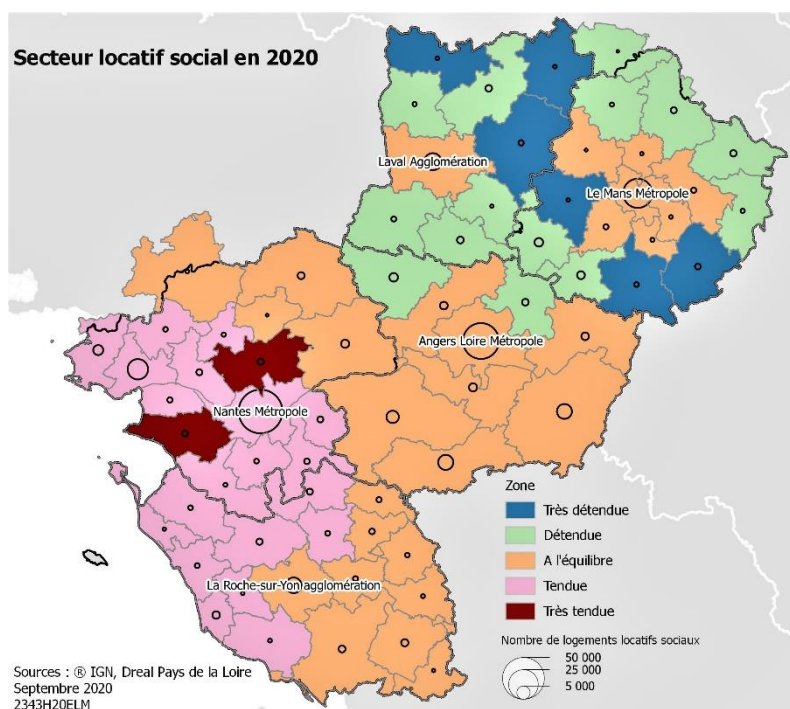 Secteur locatif social en 2020
Laval Agglomération
Le Mans Métropole
Angers Loire Métropole
Nantes Métropole
La Roche-sur-Yon agglomération
Zone
Très détendue
Détendue
A l'équilibre
Tendue
Très tendue
Nombre de logements locatifs sociaux
50 000
25 000
5 000
Sources : ® IGN, Dreal Pays de la Loire
Septembre 2020
2343H20ELM